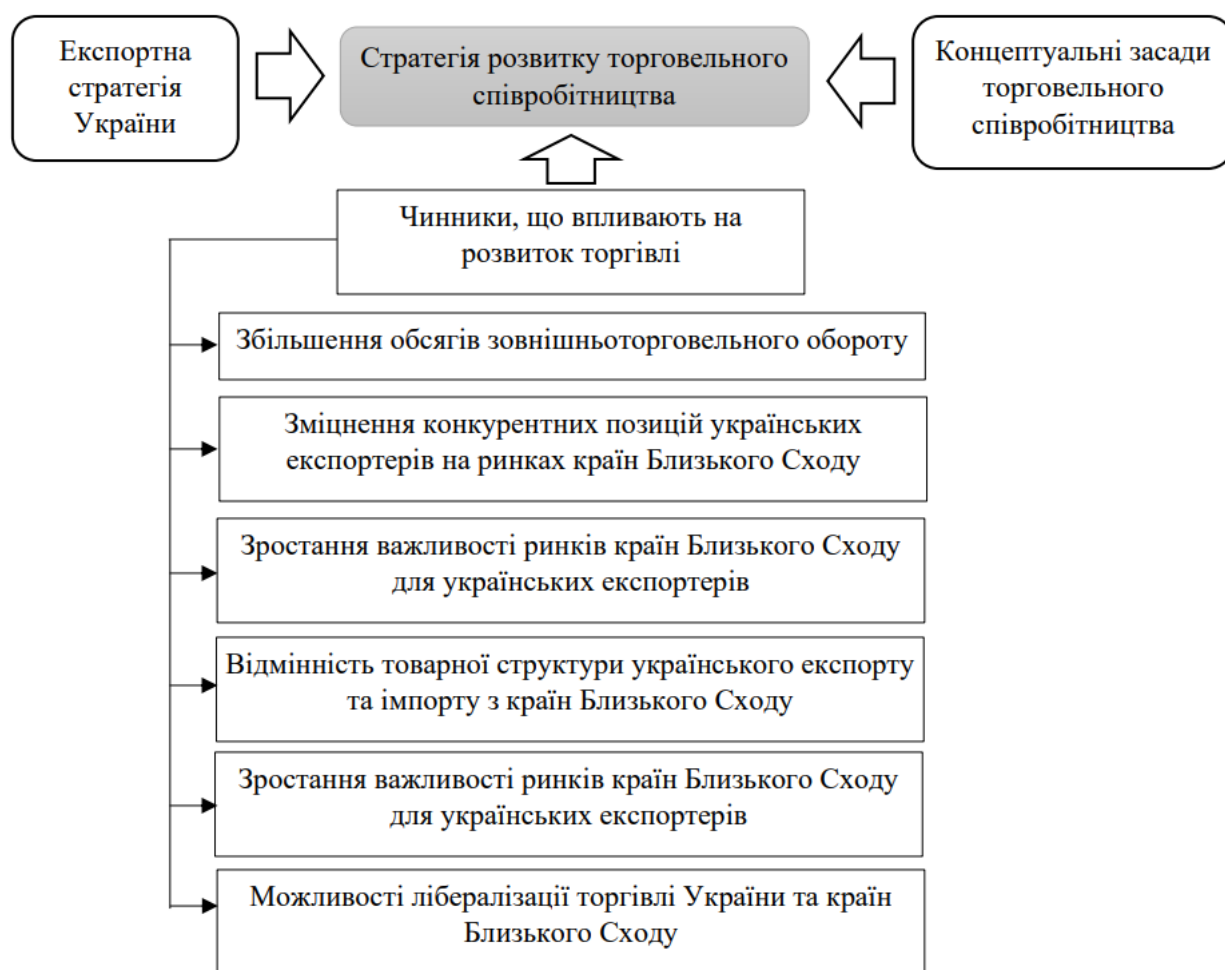 Експортна
стратегія
України
Стратегія розвитку торговельного
співробітництва
Концептуальні засади
торговельного
співробітництва
Чинники, що впливають на
розвиток торгівлі
Збільшення обсягів зовнішньоторговельного обороту
Зміцнення конкурентних позицій українських
експортерів на ринках країн Близького Сходу
Зростання важливості ринків країн Близького Сходу
для українських експортерів
Відмінність товарної структури українського експорту
та імпорту з країн Близького Сходу
Зростання важливості ринків країн Близького Сходу
для українських експортерів
Можливості лібералізації торгівлі України та країн
Близького Сходу